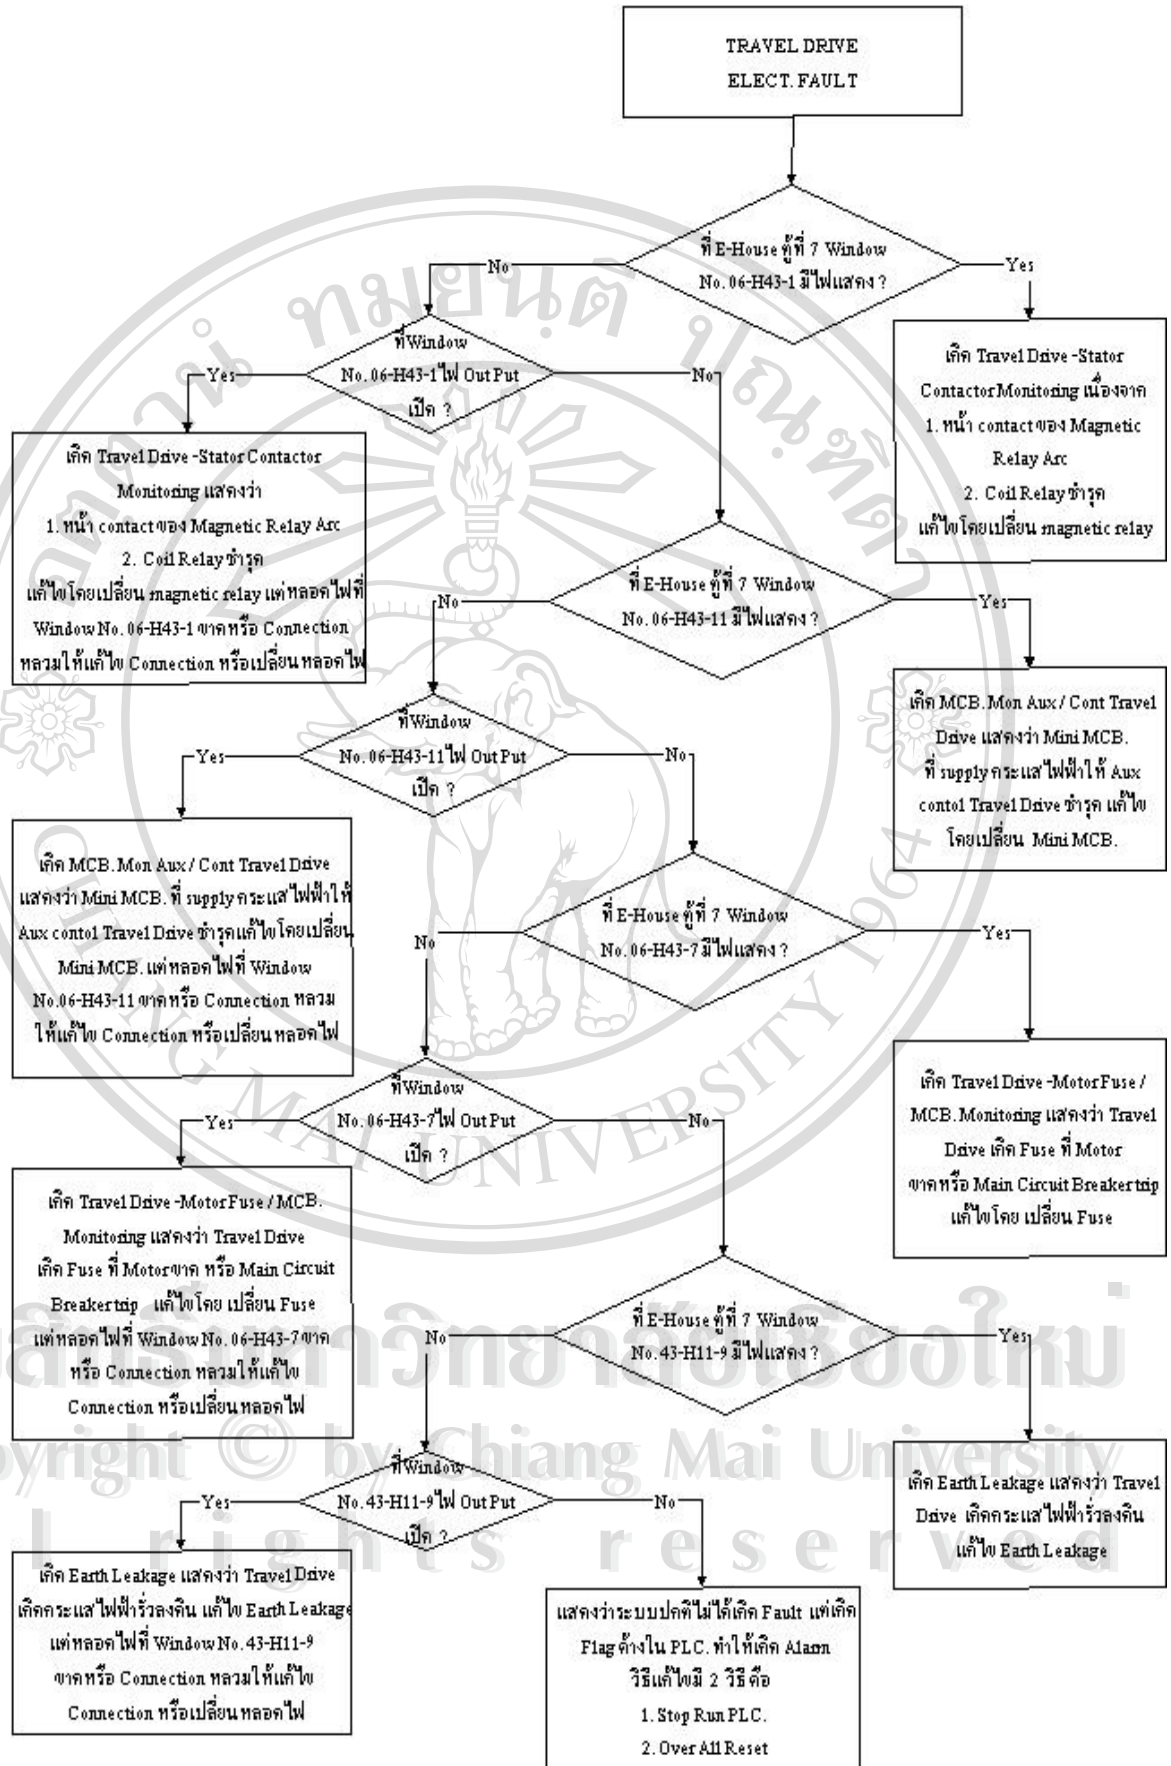 TRAVEL DRIVE
ELECT. FAULT
ที่ E-House ตู้ที่ 7 Window
No. 06-H43-1 มีไฟแสดง ?
No
Yes
ที่ Window
No. 06-H43-1 ไฟ Out Put
เปิด ?
Yes
No
เกิด Travel Drive -Stator
Contactor Monitoring เนื่องจาก
1. หน้า contact ของ Magnetic
Relay Arc
2. Coil Relay ชำรุด
แก้ไขโดยเปลี่ยน magnetic relay
เกิด Travel Drive -Stator Contactor
Monitoring แสดงว่า
1. หน้า contact ของ Magnetic Relay Arc
2. Coil Relay ชำรุด
แก้ไขโดยเปลี่ยน magnetic relay แต่หลอดไฟที่
Window No. 06-H43-1 ขาดหรือ Connection
หลวมให้แก้ไข Connection หรือเปลี่ยนหลอดไฟ
ที่ E-House ตู้ที่ 7 Window
No. 06-H43-11 มีไฟแสดง ?
No
Yes
ที่ Window
No. 06-H43-11 ไฟ Out Put
เปิด ?
Yes
No
เกิด MCB. Mon Aux / Cont Travel
Drive แสดงว่า Mini MCB.
ที่ supply กระแสไฟฟ้าให้ Aux
contol Travel Drive ชำรุด แก้ไข
โดยเปลี่ยน Mini MCB.
เกิด MCB. Mon Aux / Cont Travel Drive
แสดงว่า Mini MCB. ที่ supply กระแสไฟฟ้าให้
Aux contol Travel Drive ชำรุดแก้ไขโดยเปลี่ยน
Mini MCB. แต่หลอดไฟที่ Window
No.06-H43-11 ขาดหรือ Connection หลวม
ให้แก้ไข Connection หรือเปลี่ยนหลอดไฟ
ที่ E-House ตู้ที่ 7 Window
No. 06-H43-7 มีไฟแสดง ?
No
Yes
ที่ Window
No. 06-H43-7 ไฟ Out Put
เปิด ?
Yes
No
เกิด Travel Drive -Motor Fuse /
MCB. Monitoring แสดงว่า Travel
Drive เกิด Fuse ที่ Motor
ขาดหรือ Main Circuit Breaker trip
แก้ไขโดย เปลี่ยน Fuse
เกิด Travel Drive -Motor Fuse / MCB.
Monitoring แสดงว่า Travel Drive
เกิด Fuse ที่ Motor ขาด หรือ Main Circuit
Breaker trip แก้ไขโดย เปลี่ยน Fuse
แต่หลอดไฟที่ Window No. 06-H43-7 ขาด
หรือ Connection หลวมให้แก้ไข
Connection หรือเปลี่ยนหลอดไฟ
ที่ E-House ตู้ที่ 7 Window
No. 43-H11-9 มีไฟแสดง ?
No
Yes
ที่ Window
No. 43-H11-9 ไฟ Out Put
เปิด ?
Yes
No
เกิด Earth Leakage แสดงว่า Travel
Drive เกิดกระแสไฟฟ้ารั่วลงดิน
แก้ไข Earth Leakage
เกิด Earth Leakage แสดงว่า Travel Drive
เกิดกระแสไฟฟ้ารั่วลงดิน แก้ไข Earth Leakage
แต่หลอดไฟที่ Window No. 43-H11-9
ขาดหรือ Connection หลวมให้แก้ไข
Connection หรือเปลี่ยนหลอดไฟ
แสดงว่าระบบปกติไม่ได้เกิด Fault แต่เกิด
Flag ค้างใน PLC. ทำให้เกิด Alarm
วิธีแก้ไขมี 2 วิธี คือ
1. Stop Run PLC.
2. Over All Reset
CHIANG MAI UNIVERSITY 1964
มหาวิทยาลัยเชียงใหม่
Copyright © by Chiang Mai University
All rights reserved